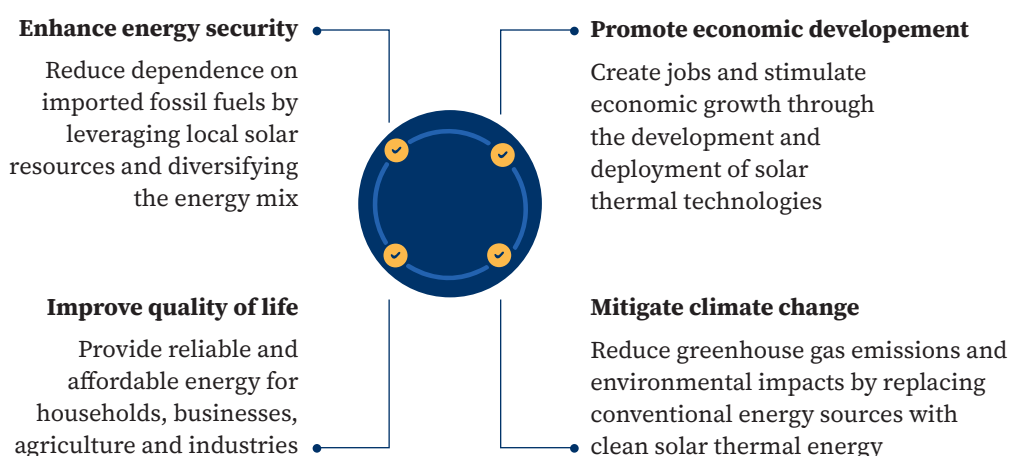 Enhance energy security
Reduce dependence on
imported fossil fuels by
leveraging local solar
resources and diversifying
the energy mix
Promote economic developement
Create jobs and stimulate
economic growth through
the development and
deployment of solar
thermal technologies
Improve quality of life
Provide reliable and
affordable energy for
households, businesses,
agriculture and industries
Mitigate climate change
Reduce greenhouse gas emissions and
environmental impacts by replacing
conventional energy sources with
clean solar thermal energy